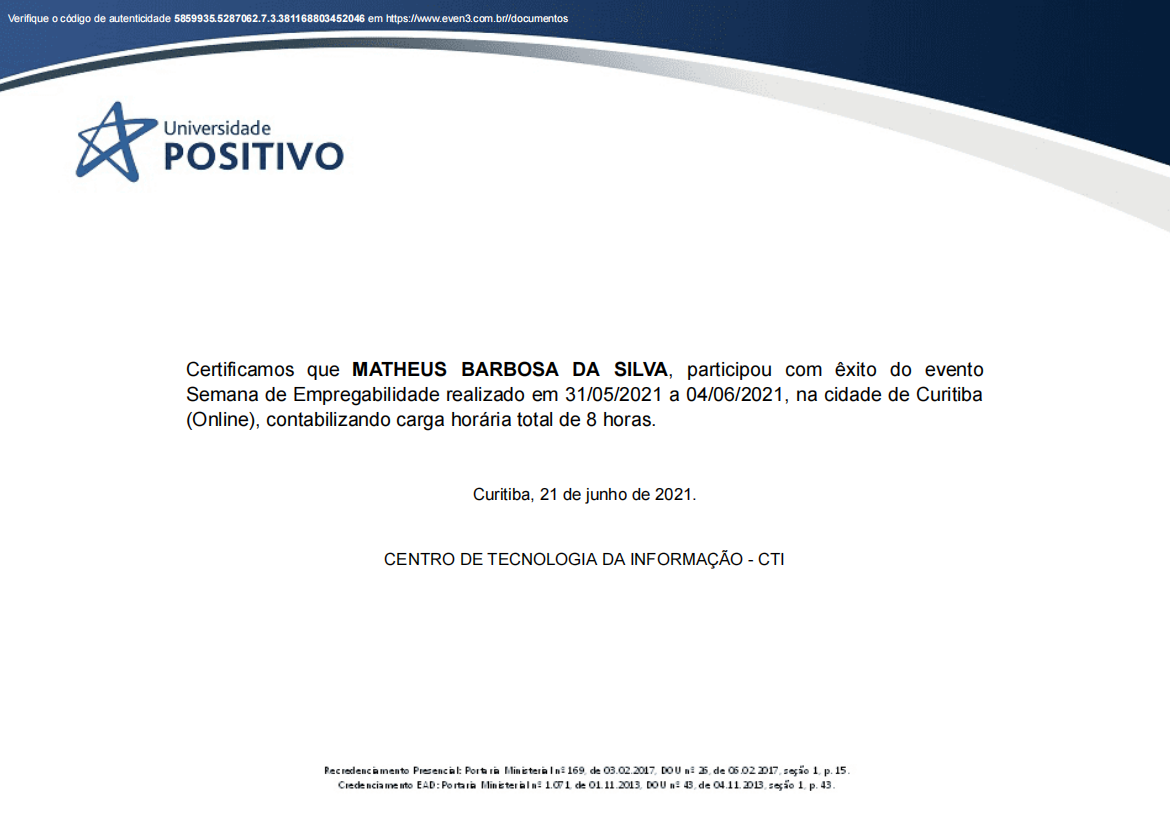 Verifique o código de autenticidade 5859935.5287062.7.3.381168803452046 em https://www.even3.com.br//documentos
Universidade
POSITIVO
Certificamos que MATHEUS BARBOSA DA SILVA, participou com êxito do evento
Semana de Empregabilidade realizado em 31/05/2021 a 04/06/2021, na cidade de Curitiba
(Online), contabilizando carga horária total de 8 horas.
Curitiba, 21 de junho de 2021.
CENTRO DE TECNOLOGIA DA INFORMAÇÃO - CTI
Recredenciamento Presencial: Portaria Ministerial nº 169, de 03.02.2017, DOU nº 26, de 06.02.2017, seção 1, p. 15.
Credenciamento EAD: Portaria Ministerial nº 1.071, de 01.11.2013, DOU nº 43, de 04.11.2013, seção 1, p. 43.